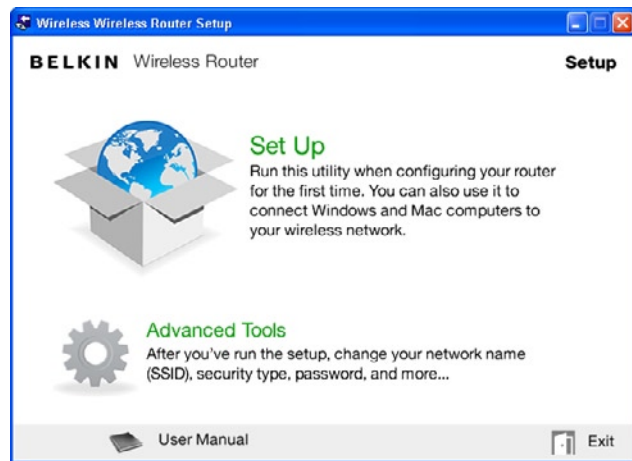 Wireless Wireless Router Setup
BELKIN Wireless Router
Setup
Set Up
Run this utility when configuring your router
for the first time. You can also use it to
connect Windows and Mac computers to
your wireless network.
Advanced Tools
After you've run the setup, change your network name
(SSID), security type, password, and more...
User Manual
Exit